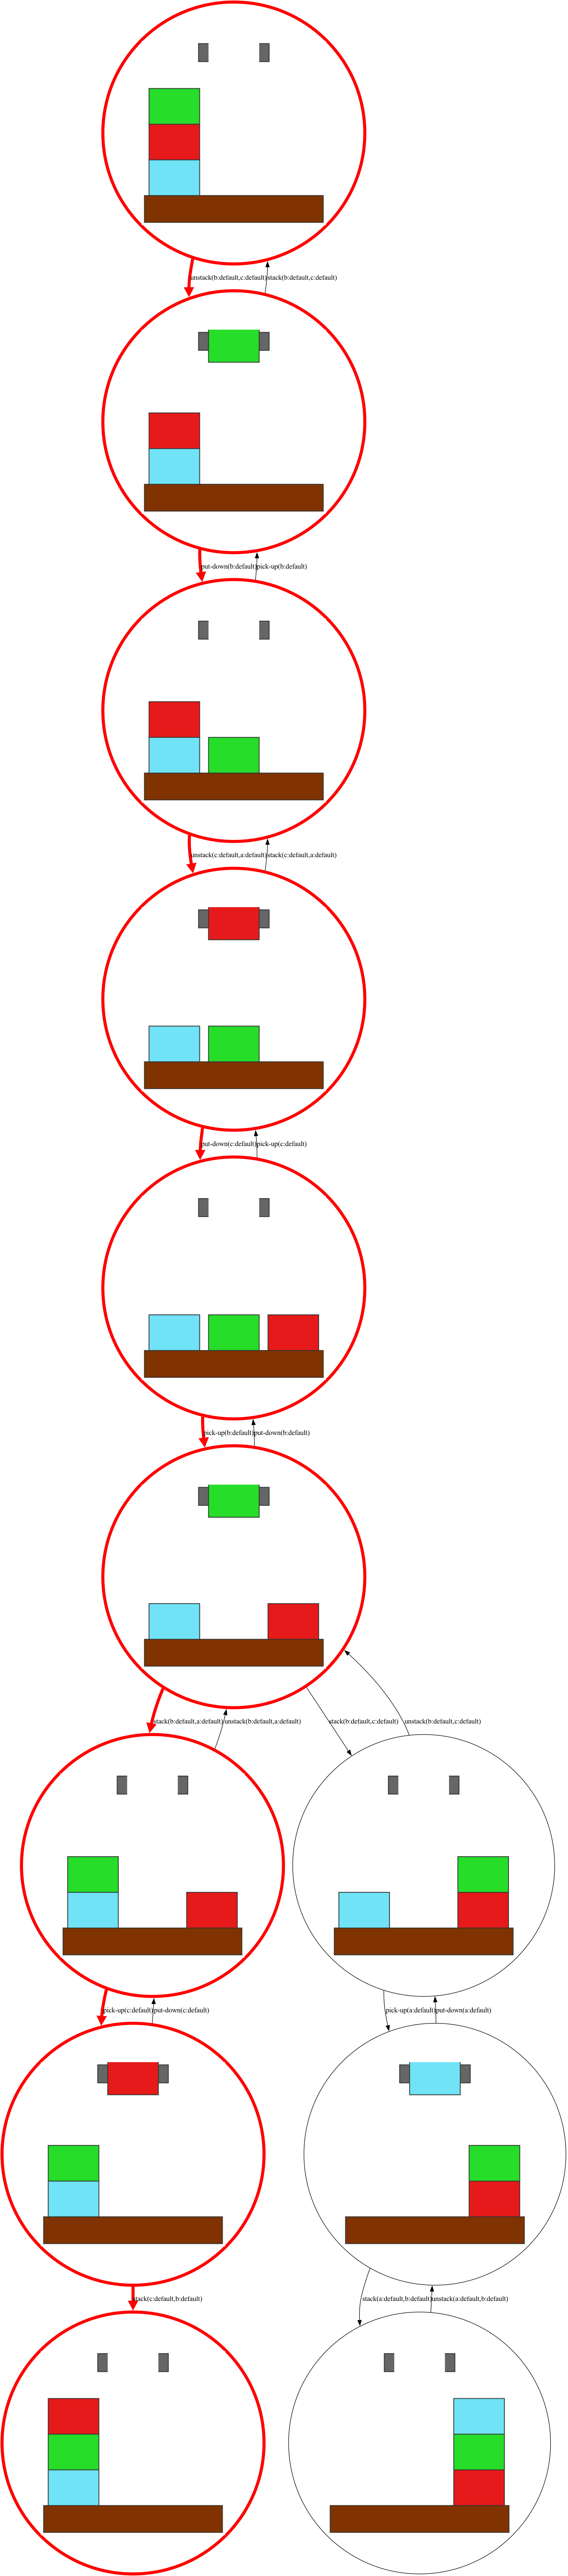 unstack(b:default,c:default) stack(b:default,c:default)
put-down(b:default) pick-up(b:default)
unstack(c:default,a:default) stack(c:default,a:default)
put-down(c:default) pick-up(c:default)
pick-up(b:default) put-down(b:default)
stack(b:default,a:default) unstack(b:default,a:default) stack(b:default,c:default) unstack(b:default,c:default)
pick-up(c:default) put-down(c:default) pick-up(a:default) put-down(a:default)
stack(c:default,b:default) stack(a:default,b:default) unstack(a:default,b:default)